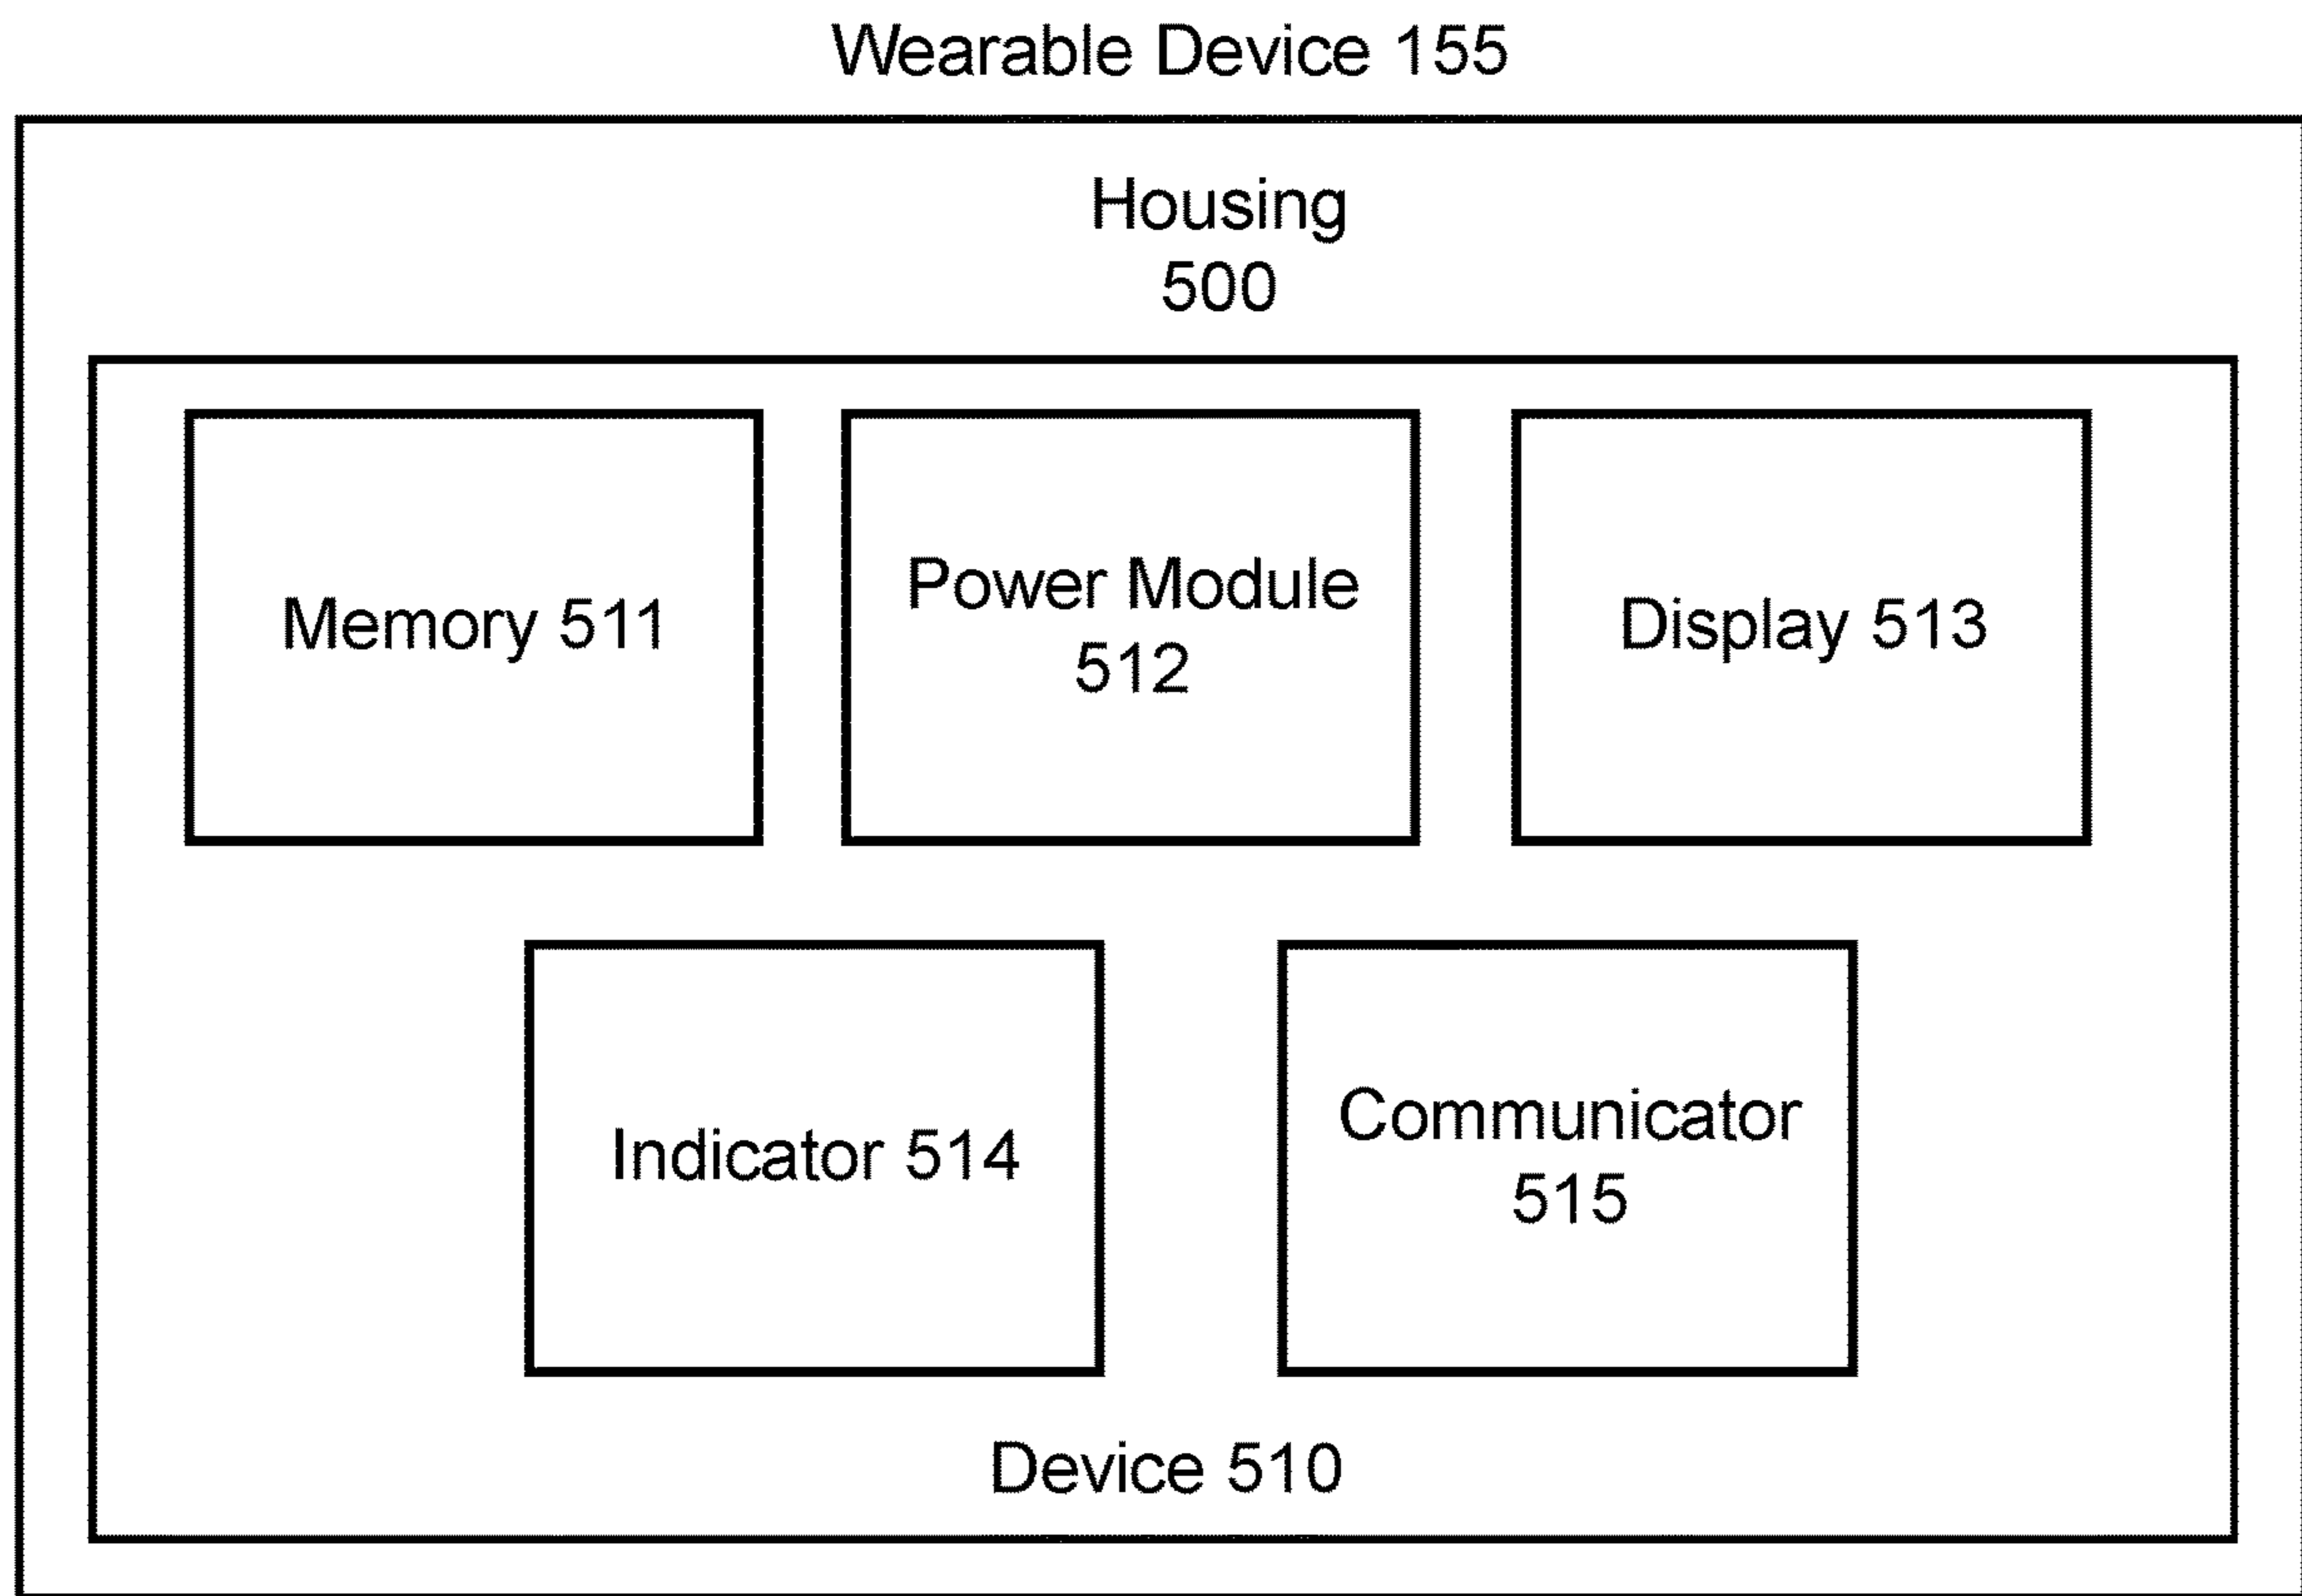 Wearable Device 155
Housing
500
Memory 511
Power Module
512
Display 513
Indicator 514
Communicator
515
Device 510